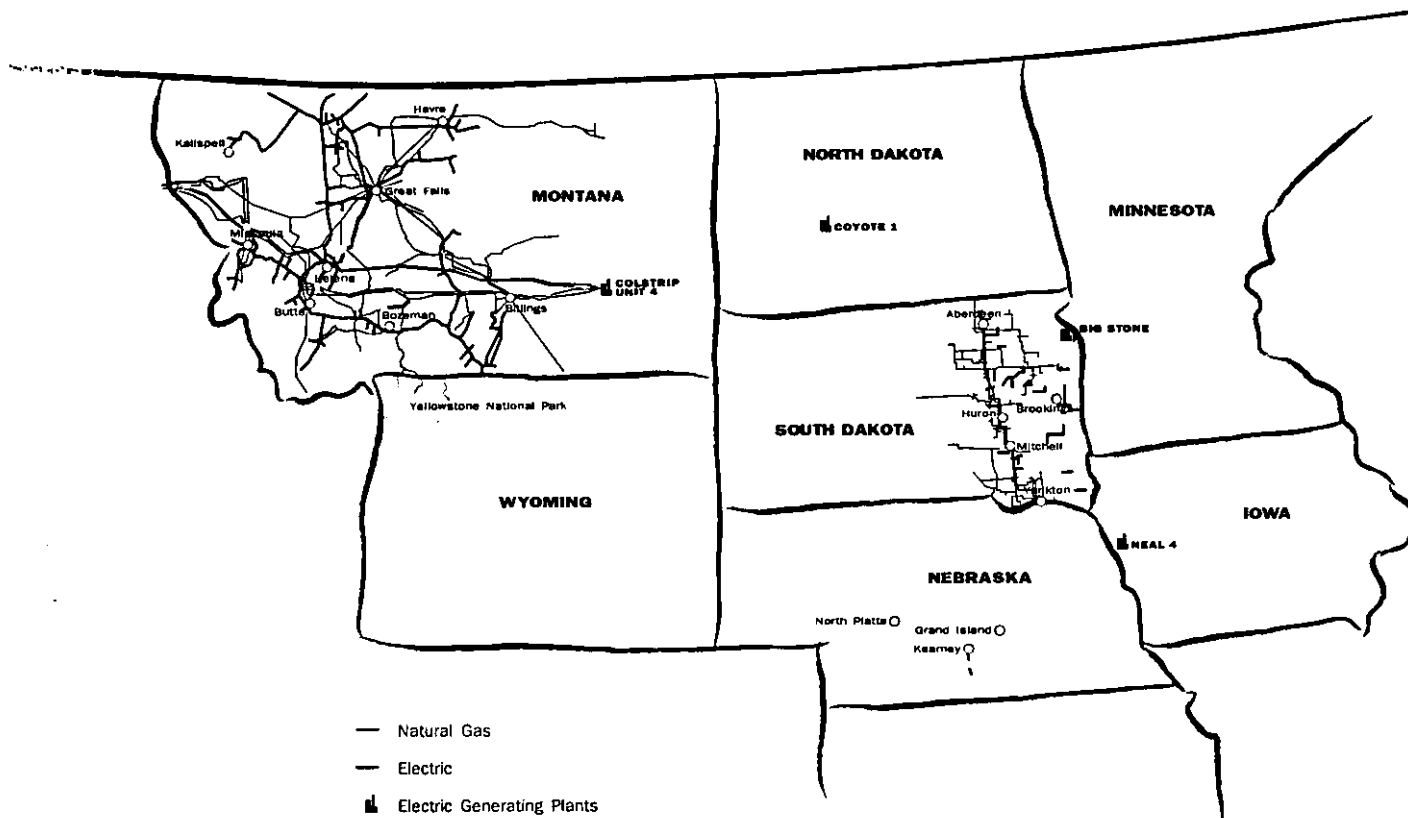 Havre
Kalispell
NORTH DAKOTA
Great Falls
MONTANA
MINNESOTA
COYOTE 1
Missoula
Helena
COLSTRIP
UNIT 4
Butte
Bozeman
Billings
Aberdeen
BIG STONE
Yellowstone National Park
Huron
Brookings
SOUTH DAKOTA
Mitchell
WYOMING
Yankton
IOWA
NEAL 4
NEBRASKA
North Platte
Grand Island
Kearney
Natural Gas
Electric
Electric Generating Plants